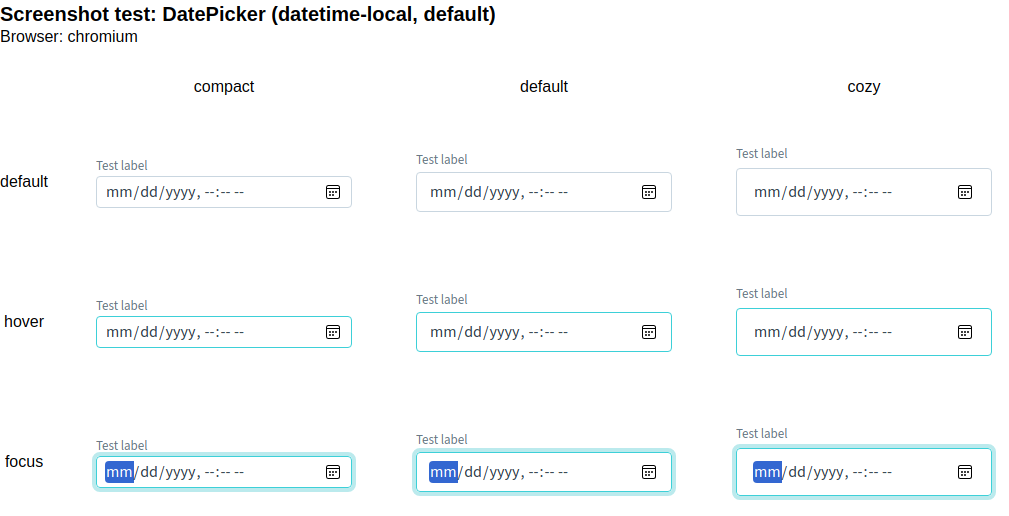 Screenshot test: DatePicker (datetime-local, default)
Browser: chromium
compact default cozy
Test label Test label Test label
default mm/dd/yyyy, --:-- -- mm/dd/yyyy, --:-- -- mm/dd/yyyy, --:-- --
Test label Test label Test label
hover mm/dd/yyyy, --:-- -- mm/dd/yyyy, --:-- -- mm/dd/yyyy, --:-- --
Test label Test label Test label
focus mm/dd/yyyy, --:-- -- mm/dd/yyyy, --:-- -- mm/dd/yyyy, --:-- --